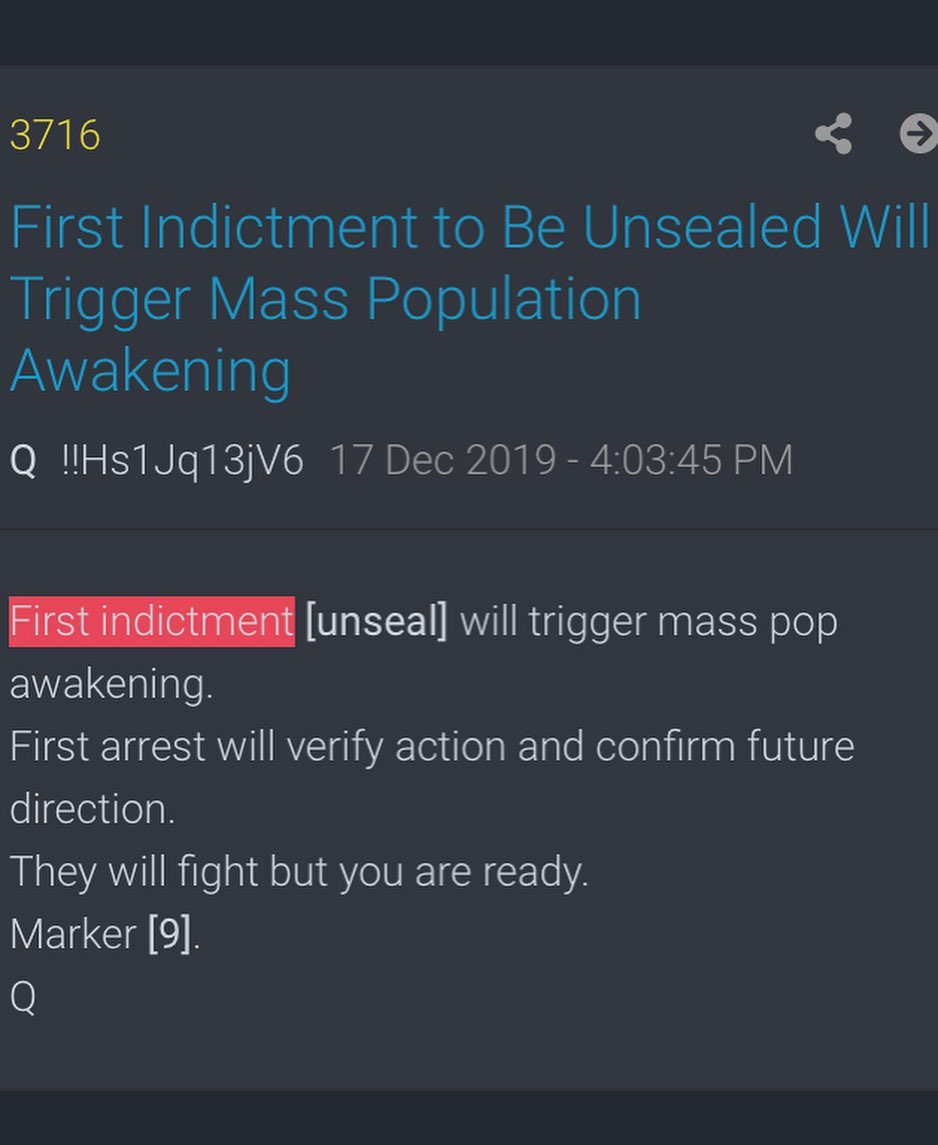 3716
First Indictment to Be Unsealed Will
Trigger Mass Population
Awakening
Q !!Hs1Jq13jV6 17 Dec 2019 - 4:03:45 PM
First indictment [unseal] will trigger mass pop
awakening.
First arrest will verify action and confirm future
direction.
They will fight but you are ready.
Marker [9].
Q